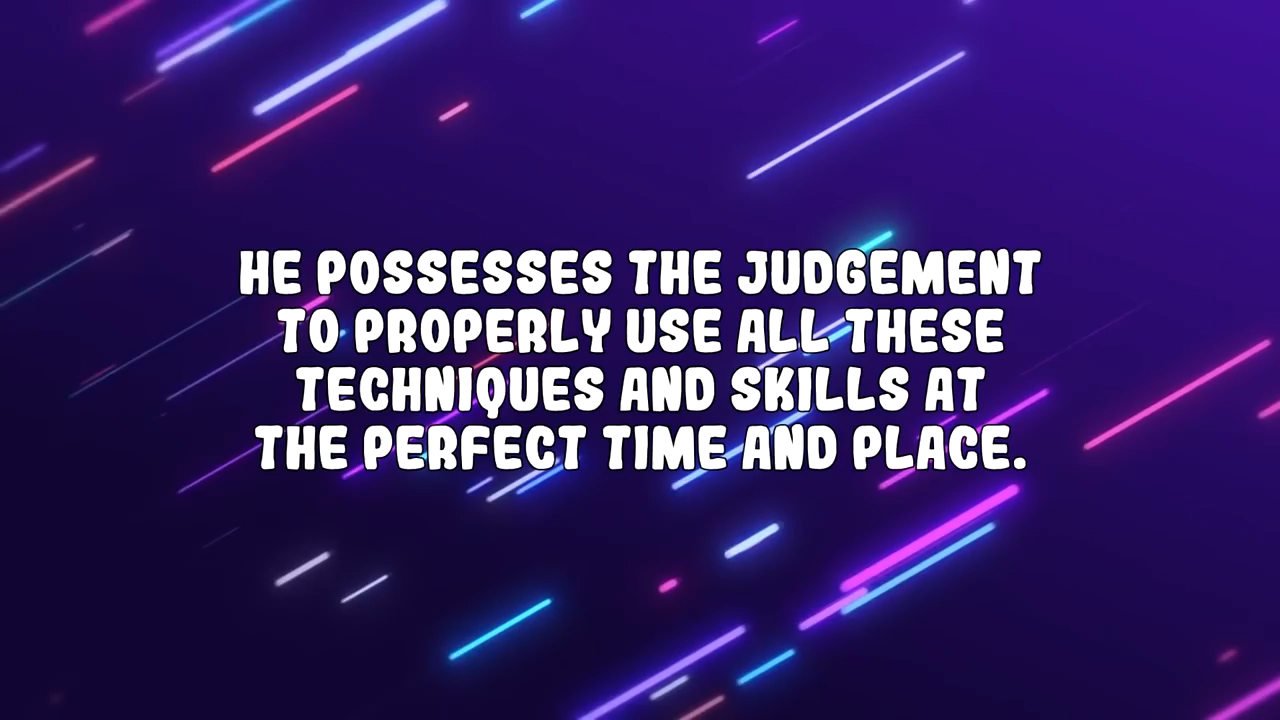 HE POSSESSES THE JUDGEMENT
TO PROPERLY USE ALL THESE
TECHNIQUES AND SKILLS AT
THE PERFECT TIME AND PLACE.